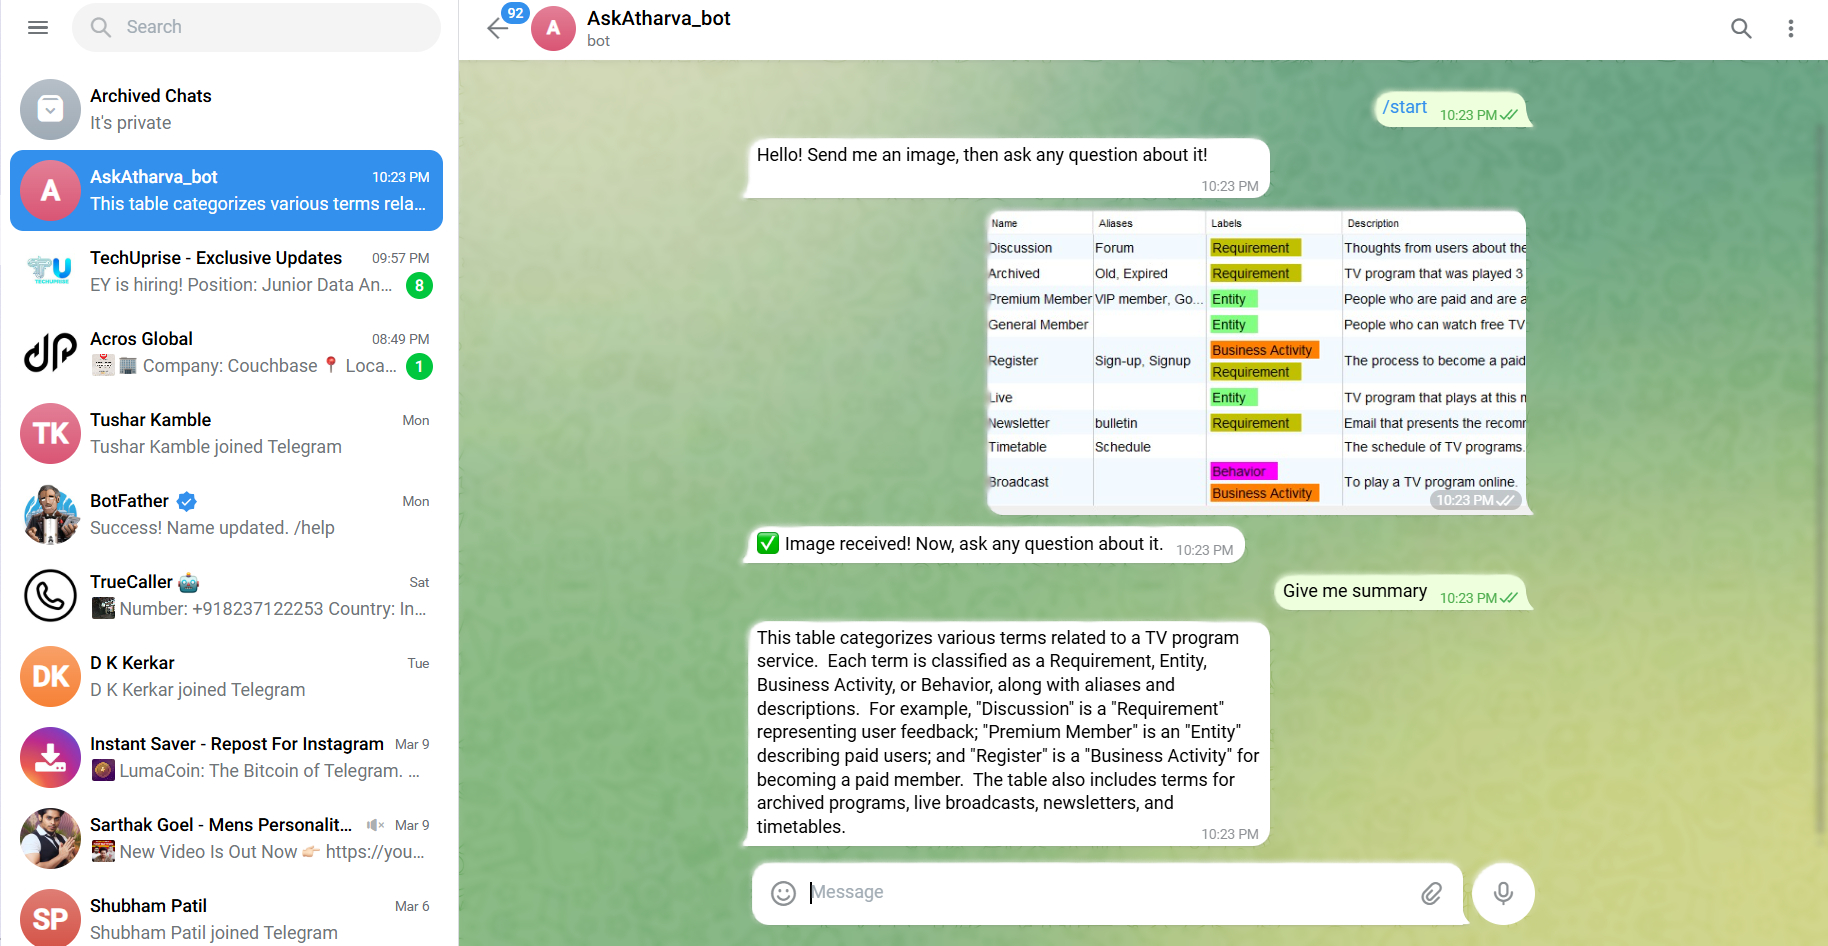 Search
Archived Chats
It's private
A
AskAtharva_bot 10:23 PM
This table categorizes various terms rela...
TU
TECHUPRISE
TechUprise - Exclusive Updates 09:57 PM
EY is hiring! Position: Junior Data An... 8
Acros Global 08:49 PM
Company: Couchbase 📍 Loca... 1
TK
Tushar Kamble Mon
Tushar Kamble joined Telegram
BotFather Mon
Success! Name updated. /help
TrueCaller 🤖 Sat
Number: +918237122253 Country: In...
DK
D K Kerkar Tue
D K Kerkar joined Telegram
Instant Saver - Repost For Instagram Mar 9
LumaCoin: The Bitcoin of Telegram. ...
Sarthak Goel - Mens Personalit... Mar 9
New Video Is Out Now 👉🏻 https://you...
SP
Shubham Patil Mar 6
Shubham Patil joined Telegram
92
A
AskAtharva_bot
bot
/start 10:23 PM
Hello! Send me an image, then ask any question about it!
10:23 PM
Name Aliases Labels Description
Discussion Forum Requirement Thoughts from users about the
Archived Old, Expired Requirement TV program that was played 3
Premium Member VIP member, Go... Entity People who are paid and are a
General Member Entity People who can watch free TV
Business Activity
Register Sign-up, Signup The process to become a paid
Requirement
Live Entity TV program that plays at this m
Newsletter bulletin Requirement Email that presents the recom
Timetable Schedule The schedule of TV programs.
Behavior
Broadcast To play a TV program online.
Business Activity
10:23 PM
✅ Image received! Now, ask any question about it. 10:23 PM
Give me summary 10:23 PM
This table categorizes various terms related to a TV program
service. Each term is classified as a Requirement, Entity,
Business Activity, or Behavior, along with aliases and
descriptions. For example, "Discussion" is a "Requirement"
representing user feedback; "Premium Member" is an "Entity"
describing paid users; and "Register" is a "Business Activity" for
becoming a paid member. The table also includes terms for
archived programs, live broadcasts, newsletters, and
timetables.
10:23 PM
Message